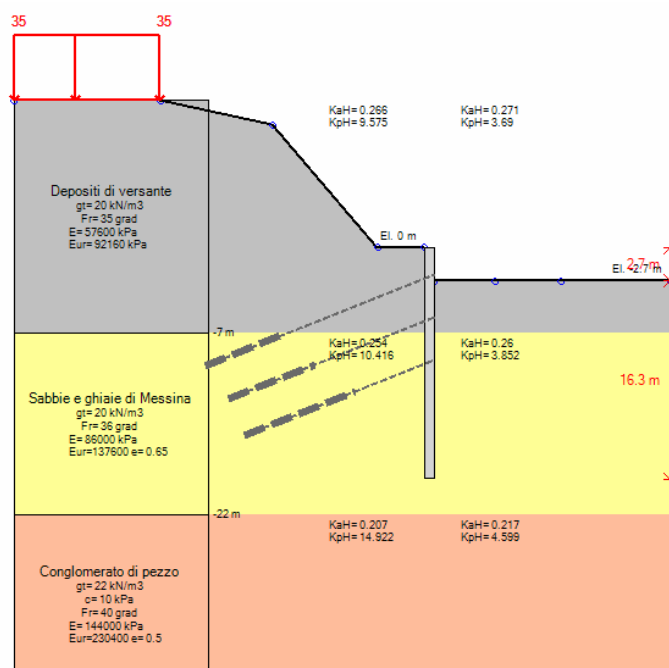 35 35
KaH= 0.266 KaH= 0.271
KpH= 9.575 KpH= 3.69
Depositi di versante
gt= 20 kN/m3
Fr= 35 grad
E= 57600 kPa
Eur= 92160 kPa
El. 0 m
El. -2.7 m
2.7 m
-7 m
KaH= 0.254 KaH= 0.26
KpH= 10.416 KpH= 3.852
16.3 m
Sabbie e ghiaie di Messina
gt= 20 kN/m3
Fr= 36 grad
E= 86000 kPa
Eur=137600 e= 0.65
-22 m
KaH= 0.207 KaH= 0.217
KpH= 14.922 KpH= 4.599
Conglomerato di pezzo
gt= 22 kN/m3
c= 10 kPa
Fr= 40 grad
E= 144000 kPa
Eur=230400 e= 0.5